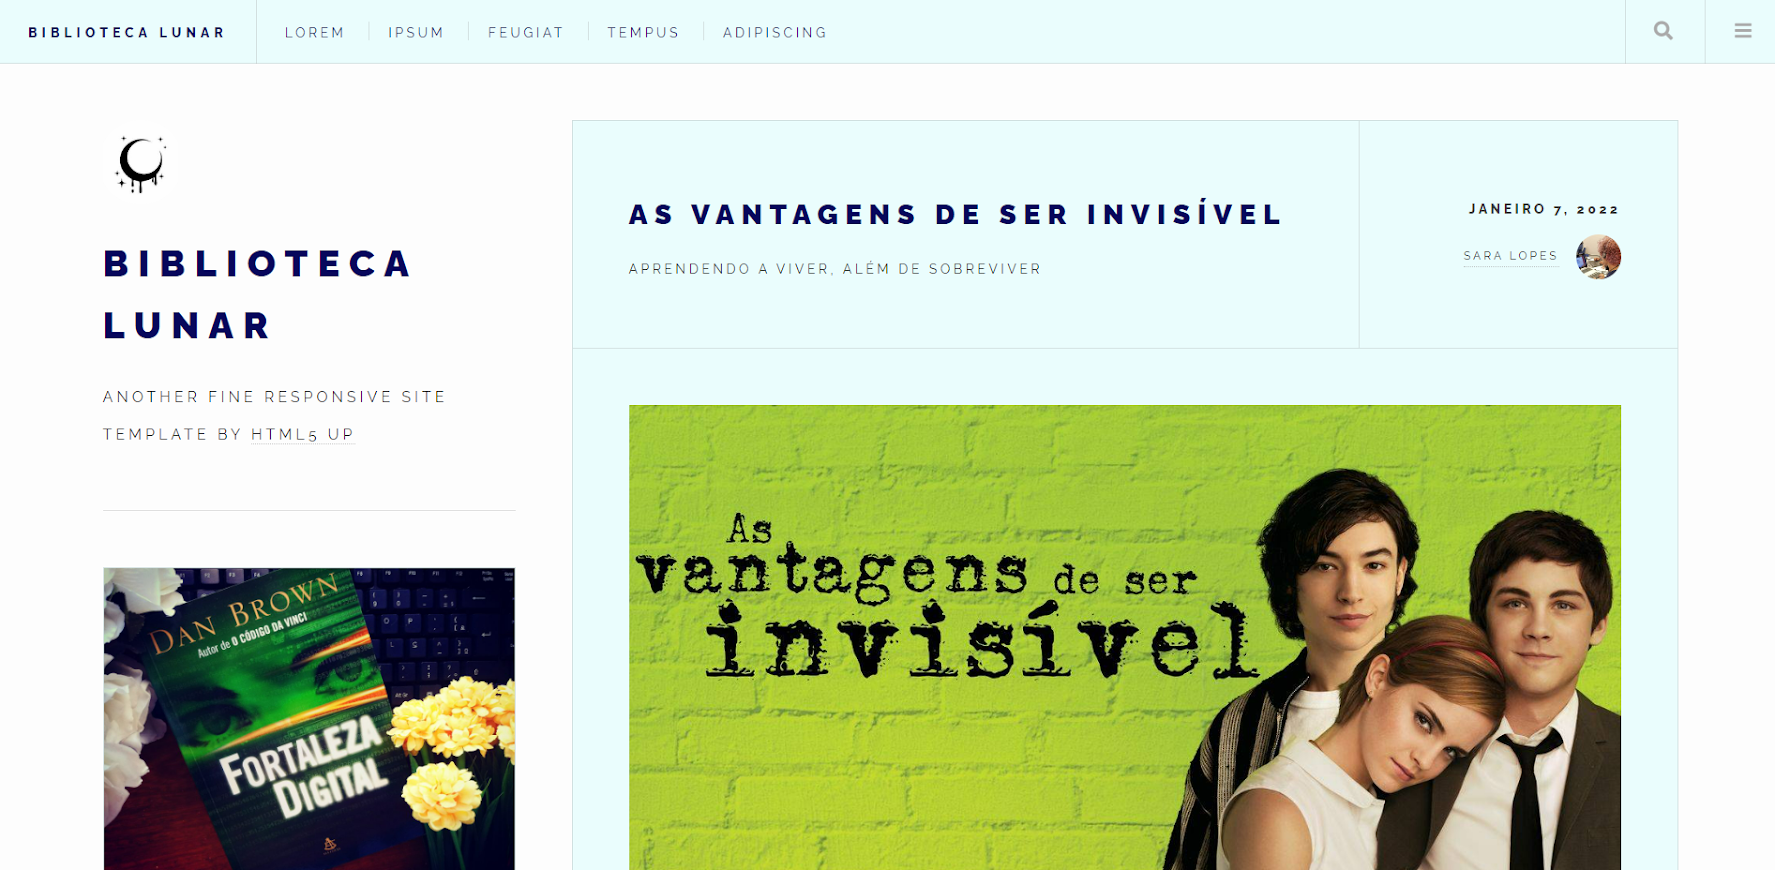 BIBLIOTECA LUNAR
LOREM
IPSUM
FEUGIAT
TEMPUS
ADIPISCING
BIBLIOTECA
LUNAR
ANOTHER FINE RESPONSIVE SITE
TEMPLATE BY HTML5 UP
DAN BROWN
Autor de O CÓDIGO DA VINCI
FORTALEZA
DIGITAL
AS VANTAGENS DE SER INVISÍVEL
APRENDENDO A VIVER, ALÉM DE SOBREVIVER
JANEIRO 7, 2022
SARA LOPES
As
vantagens de ser
invisível